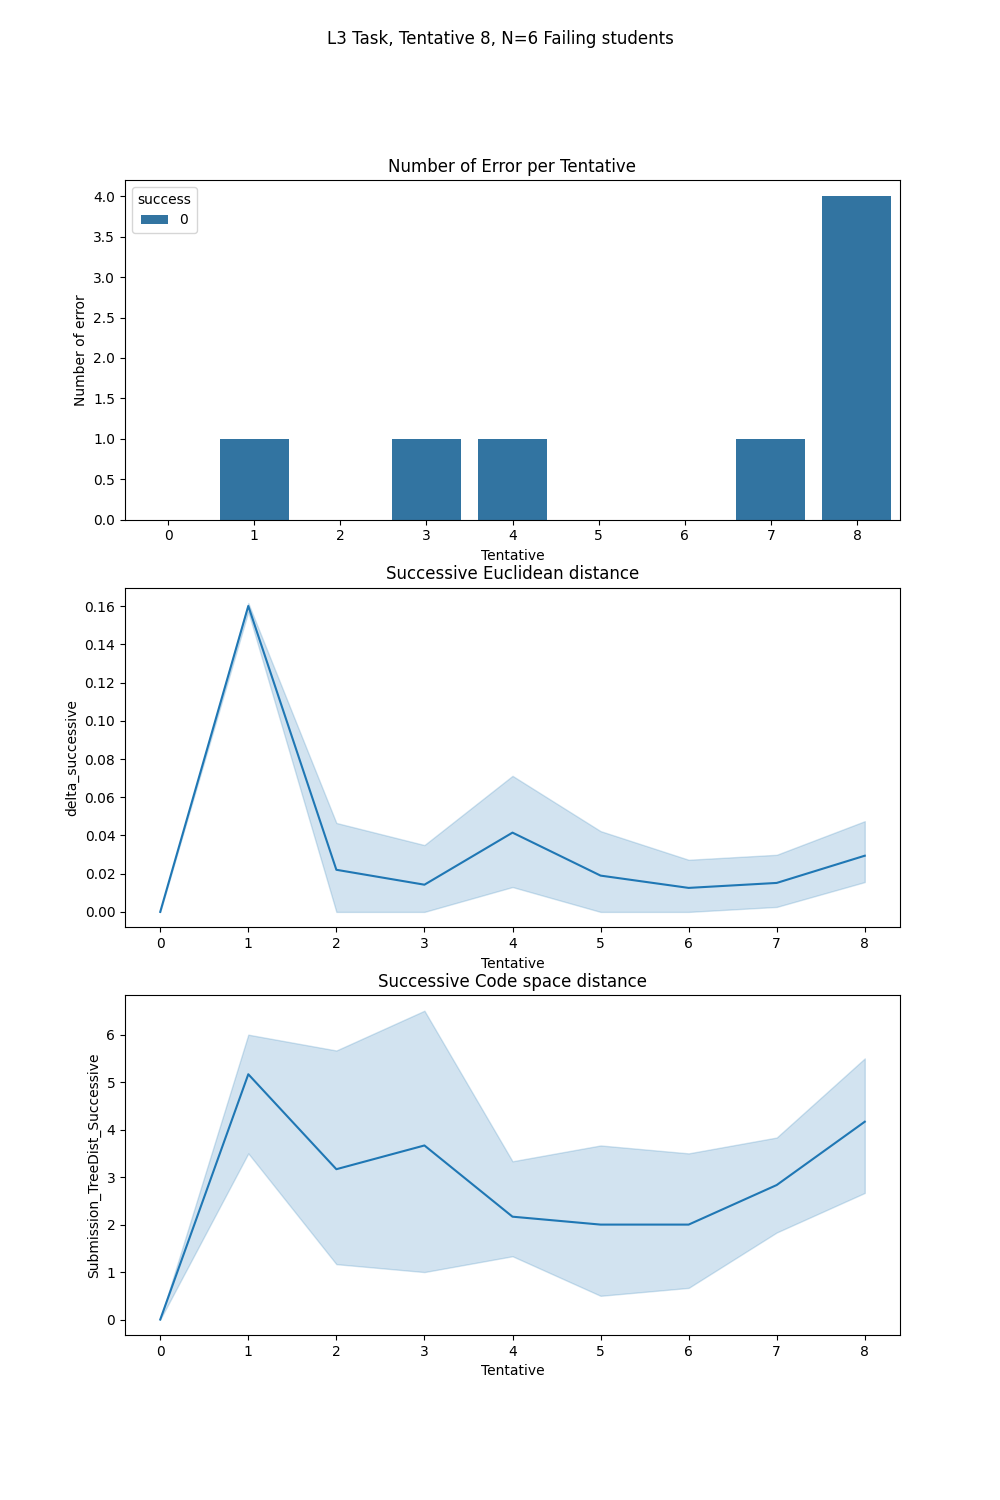 L3 Task, Tentative 8, N=6 Failing students
Number of Error per Tentative
success
0
4.0
3.5
3.0
2.5
2.0
1.5
1.0
0.5
0.0
Number of error
0 1 2 3 4 5 6 7 8
Tentative
Successive Euclidean distance
0.16
0.14
0.12
0.10
0.08
0.06
0.04
0.02
0.00
delta_successive
0 1 2 3 4 5 6 7 8
Tentative
Successive Code space distance
6
5
4
3
2
1
0
Submission_TreeDist_Successive
0 1 2 3 4 5 6 7 8
Tentative